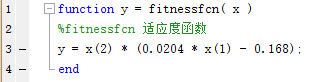 1 function y = fitnessfcn( x )
2 %fitnessfcn 适应度函数
3 y = x(2) * (0.0204 * x(1) - 0.168);
4 end